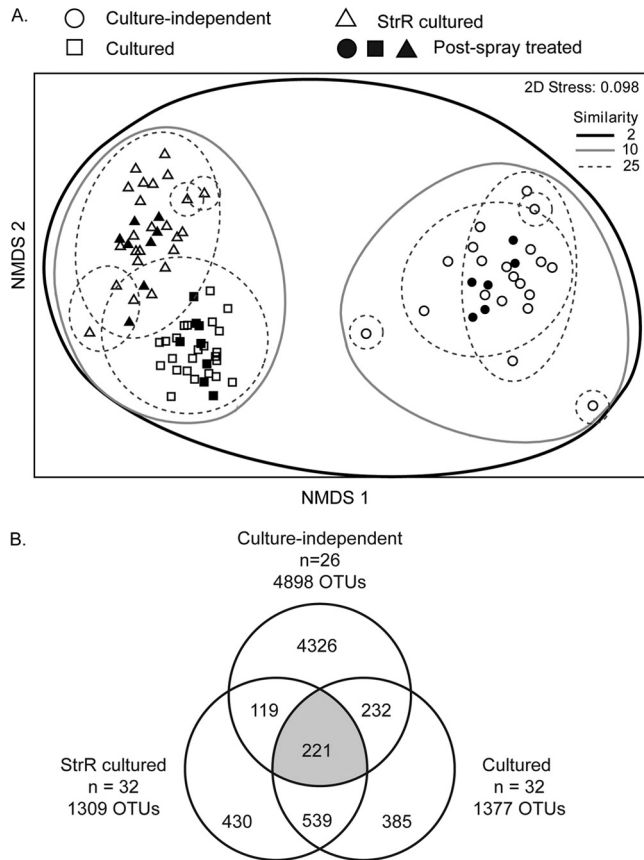 A.
Culture-independent
StrR cultured
Cultured
Post-spray treated
2D Stress: 0.098
Similarity
2
10
25
NMDS 2
NMDS 1
B.
Culture-independent
n=26
4898 OTUs
4326
119
232
221
StrR cultured
n = 32
1309 OTUs
Cultured
n = 32
1377 OTUs
430
539
385